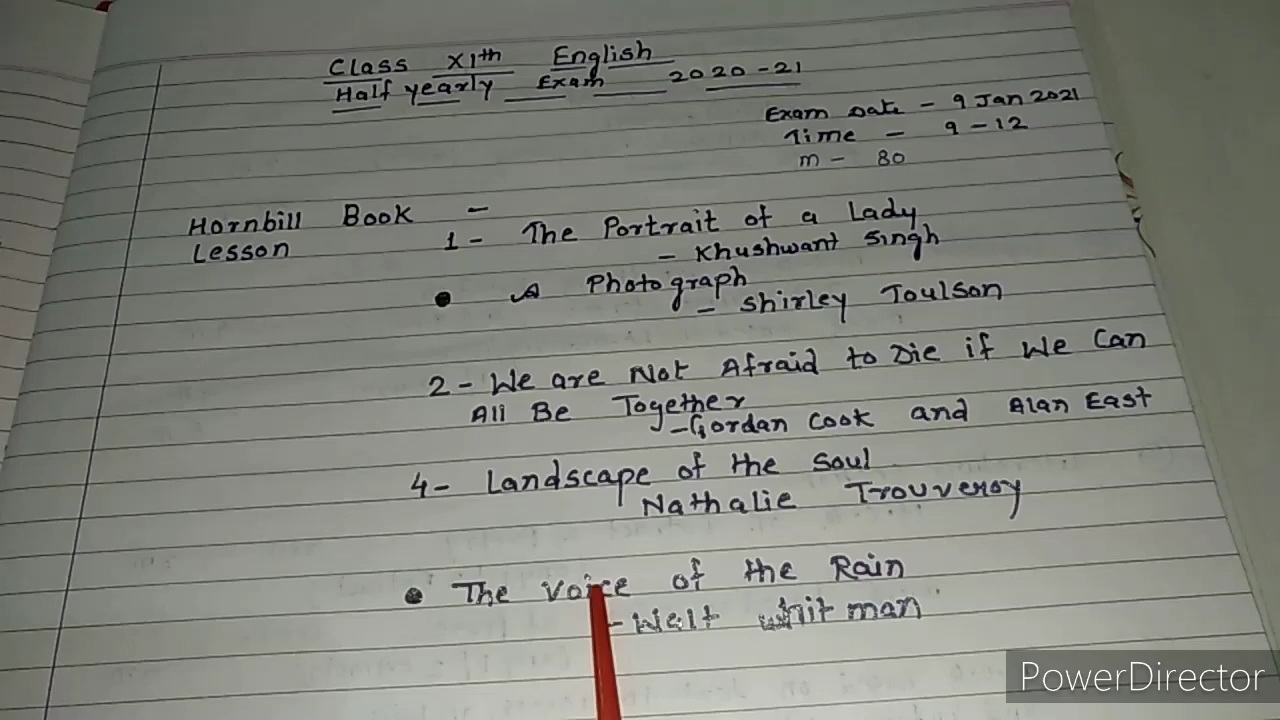 Class XIth English
Half yearly Exam 2020-21
Exam Date - 9 Jan 2021
Time - 9-12
m - 80
Hornbill Book -
Lesson 1- The Portrait of a Lady
- Khushwant Singh
• A Photograph
- Shirley Toulson
2- We are Not Afraid to Die if We Can
All Be Together
- Gordan Cook and Alan East
4- Landscape of the Soul
Nathalie Trouveroy
• The Voice of the Rain
- Welt Whitman
PowerDirector